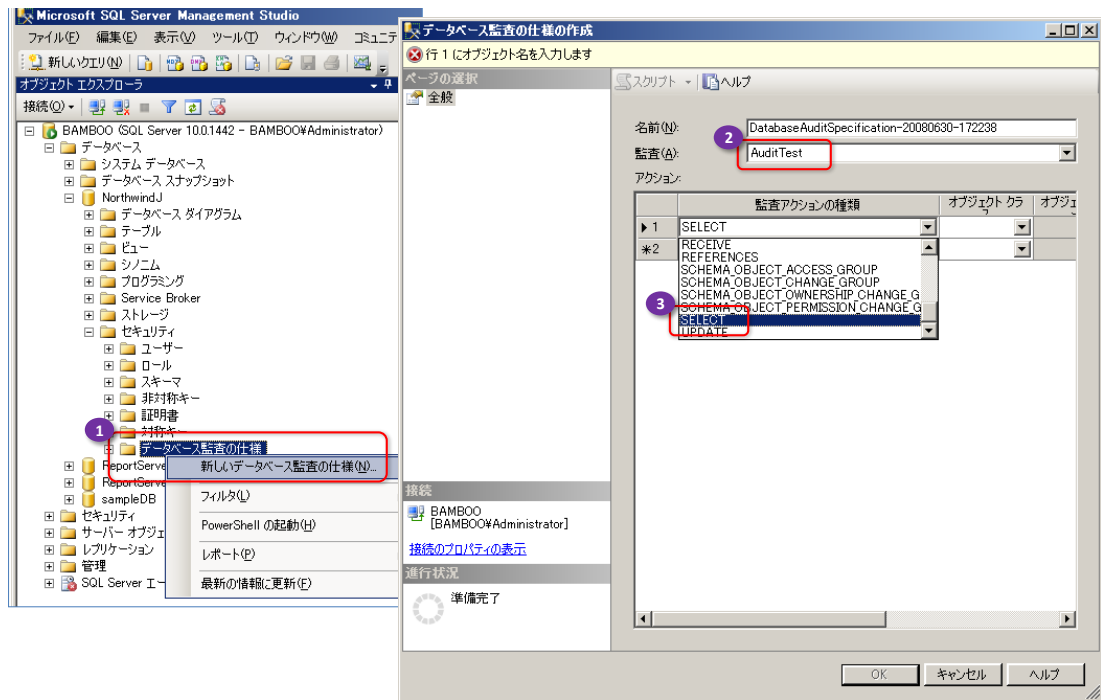 Microsoft SQL Server Management Studio
ファイル(F) 編集(E) 表示(V) ツール(T) ウィンドウ(W) コミュニテ
新しいクエリ(N)
オブジェクト エクスプローラ
接続(O)
BAMBOO (SQL Server 10.0.1442 - BAMBOO¥Administrator)
データベース
システム データベース
データベース スナップショット
NorthwindJ
データベース ダイアグラム
テーブル
ビュー
シノニム
プログラミング
Service Broker
ストレージ
セキュリティ
ユーザー
ロール
スキーマ
非対称キー
証明書
1
対称キー
データベース監査の仕様
ReportServe
ReportServe
sampleDB
セキュリティ
サーバー オブジェ
レプリケーション
管理
SQL Server エー
新しいデータベース監査の仕様(N)...
フィルタ(L)
PowerShell の起動(H)
レポート(P)
最新の情報に更新(F)
データベース監査の仕様の作成
行 1 にオブジェクト名を入力します
ページの選択
全般
スクリプト ヘルプ
名前(N): DatabaseAuditSpecification-20080630-172238
2
監査(A): AuditTest
アクション:
監査アクションの種類 オブジェクト クラ オブジェ
1 SELECT
*2
RECEIVE
REFERENCES
SCHEMA_OBJECT_ACCESS_GROUP
SCHEMA_OBJECT_CHANGE_GROUP
SCHEMA_OBJECT_OWNERSHIP_CHANGE_G
SCHEMA_OBJECT_PERMISSION_CHANGE_G
3
SELECT
UPDATE
接続
BAMBOO
[BAMBOO¥Administrator]
接続のプロパティの表示
進行状況
準備完了
OK キャンセル ヘルプ